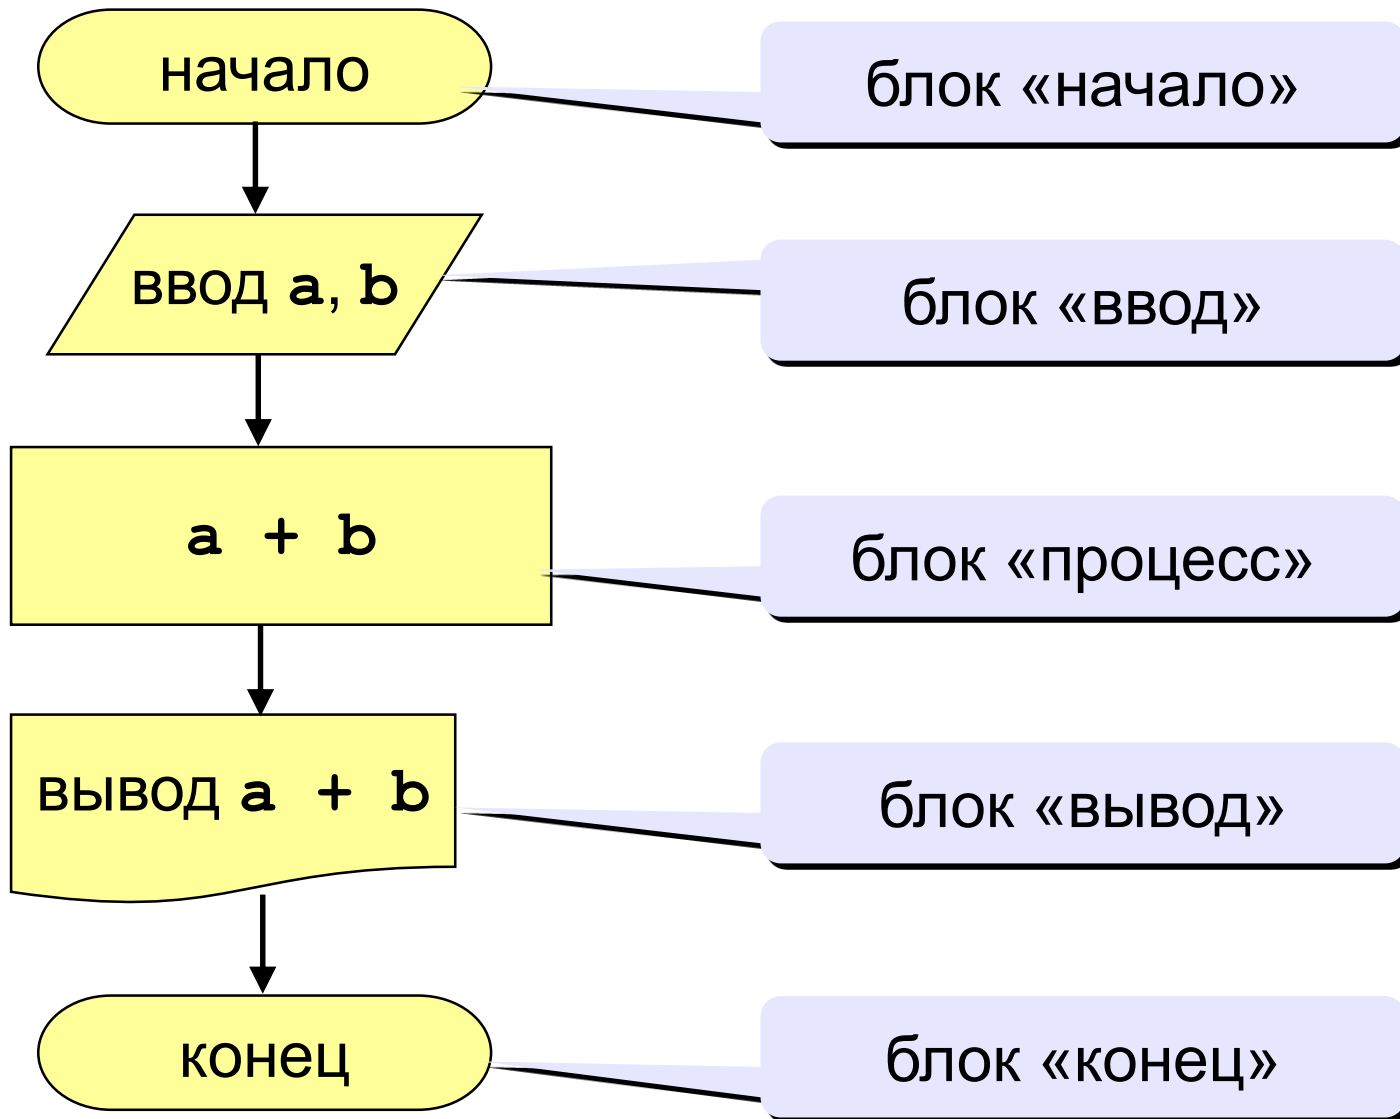 начало
блок «начало»
ввод a, b
блок «ввод»
a + b
блок «процесс»
вывод a + b
блок «вывод»
конец
блок «конец»